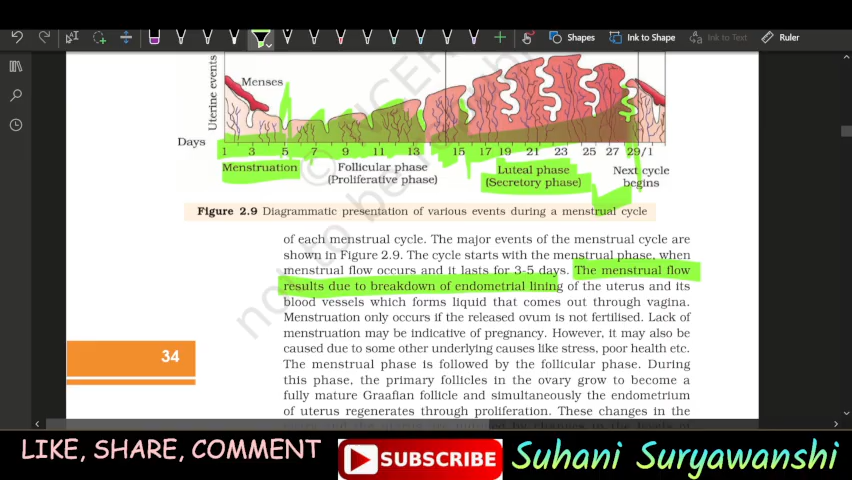 Shapes
Ink to Shape
Ink to Text
Ruler
Uterine events
Menses
Days
1 3 5 7 9 11 13 15 17 19 21 23 25 27 29/1
Menstruation
Follicular phase
(Proliferative phase)
Luteal phase
(Secretory phase)
Next cycle
begins
Figure 2.9 Diagrammatic presentation of various events during a menstrual cycle
of each menstrual cycle. The major events of the menstrual cycle are
shown in Figure 2.9. The cycle starts with the menstrual phase, when
menstrual flow occurs and it lasts for 3-5 days. The menstrual flow
results due to breakdown of endometrial lining of the uterus and its
blood vessels which forms liquid that comes out through vagina.
Menstruation only occurs if the released ovum is not fertilised. Lack of
menstruation may be indicative of pregnancy. However, it may also be
caused due to some other underlying causes like stress, poor health etc.
The menstrual phase is followed by the follicular phase. During
this phase, the primary follicles in the ovary grow to become a
fully mature Graafian follicle and simultaneously the endometrium
of uterus regenerates through proliferation. These changes in the
34
LIKE, SHARE, COMMENT
SUBSCRIBE
Suhani Suryawanshi